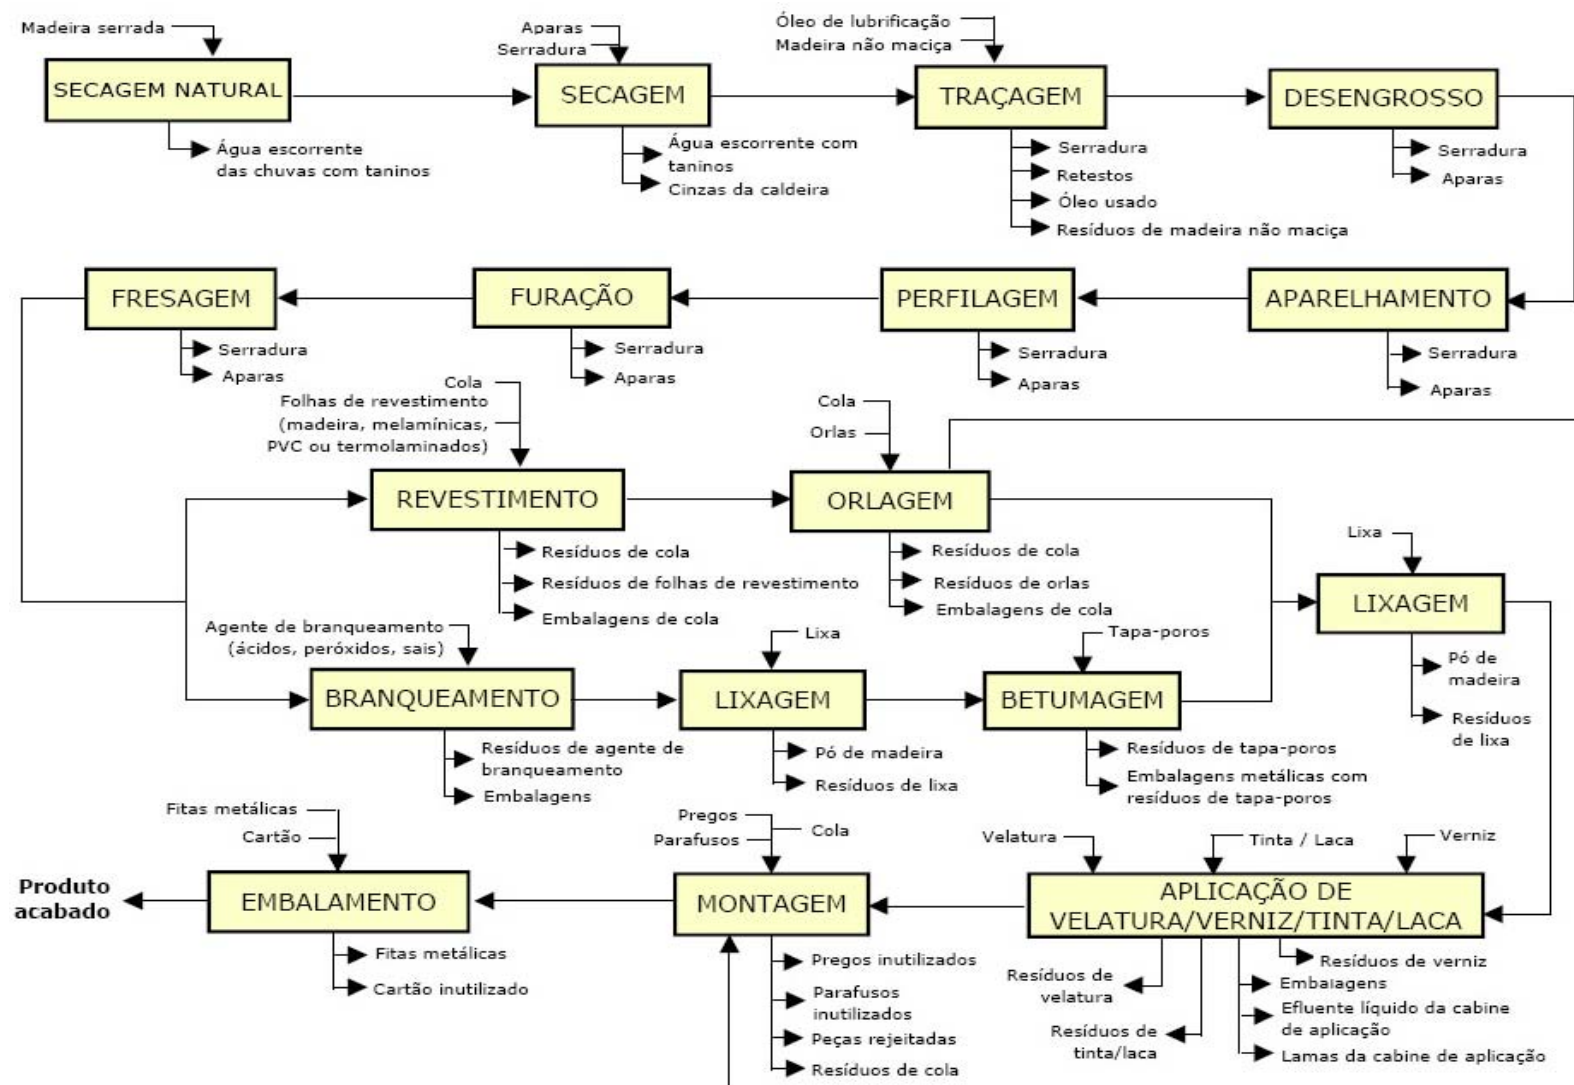 Madeira serrada
SECAGEM NATURAL
Água escorrente
das chuvas com taninos
Aparas
Serradura
SECAGEM
Água escorrente com
taninos
Cinzas da caldeira
Óleo de lubrificação
Madeira não maciça
TRAÇAGEM
Serradura
Retestos
Óleo usado
Resíduos de madeira não maciça
DESENGROSSO
Serradura
Aparas
FRESAGEM
Serradura
Aparas
FURAÇÃO
Serradura
Aparas
PERFILAGEM
Serradura
Aparas
APARELHAMENTO
Serradura
Aparas
Cola
Folhas de revestimento
(madeira, melamínicas,
PVC ou termolaminados)
REVESTIMENTO
Resíduos de cola
Resíduos de folhas de revestimento
Embalagens de cola
Cola
Orlas
ORLAGEM
Resíduos de cola
Resíduos de orlas
Embalagens de cola
Lixa
LIXAGEM
Pó de
madeira
Resíduos
de lixa
Agente de branqueamento
(ácidos, peróxidos, sais)
BRANQUEAMENTO
Resíduos de agente de
branqueamento
Embalagens
Lixa
LIXAGEM
Pó de madeira
Resíduos de lixa
Tapa-poros
BETUMAGEM
Resíduos de tapa-poros
Embalagens metálicas com
resíduos de tapa-poros
Produto
acabado
Fitas metálicas
Cartão
EMBALAMENTO
Fitas metálicas
Cartão inutilizado
Pregos
Parafusos
Cola
MONTAGEM
Pregos inutilizados
Parafusos
inutilizados
Peças rejeitadas
Resíduos de cola
Velatura
Tinta / Laca
Verniz
APLICAÇÃO DE
VELATURA/VERNIZ/TINTA/LACA
Resíduos de
velatura
Resíduos de
tinta/laca
Resíduos de verniz
Embalagens
Efluente líquido da cabine
de aplicação
Lamas da cabine de aplicação